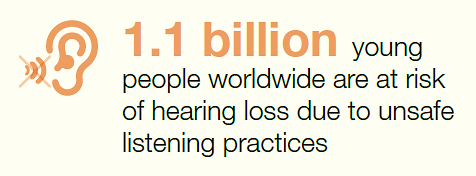 1.1 billion young
people worldwide are at risk
of hearing loss due to unsafe
listening practices